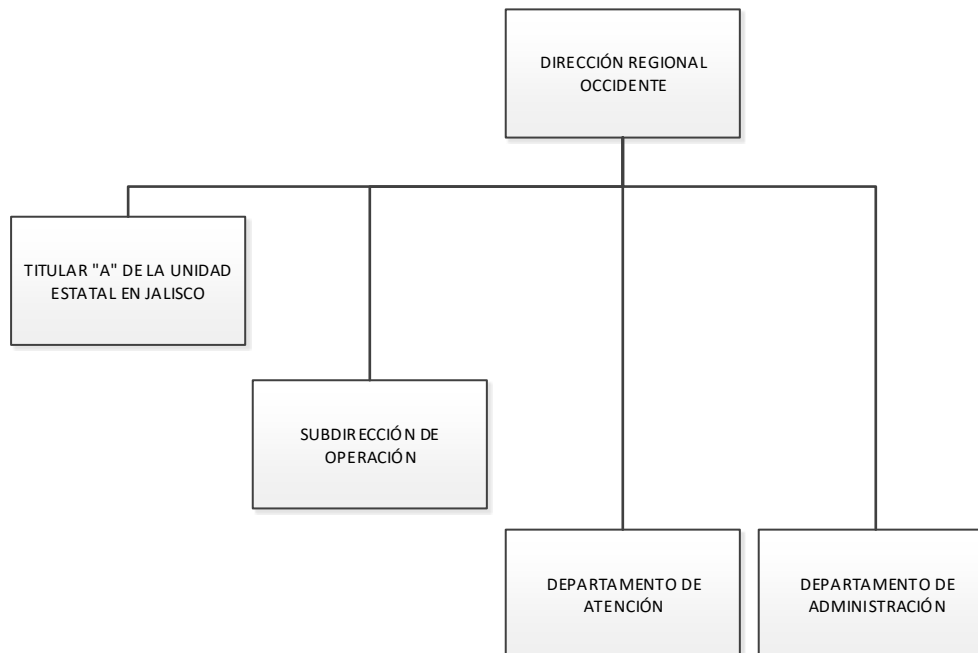 DIRECCIÓN REGIONAL
OCCIDENTE
TITULAR "A" DE LA UNIDAD
ESTATAL EN JALISCO
SUBDIRECCIÓN DE
OPERACIÓN
DEPARTAMENTO DE
ATENCIÓN
DEPARTAMENTO DE
ADMINISTRACIÓN